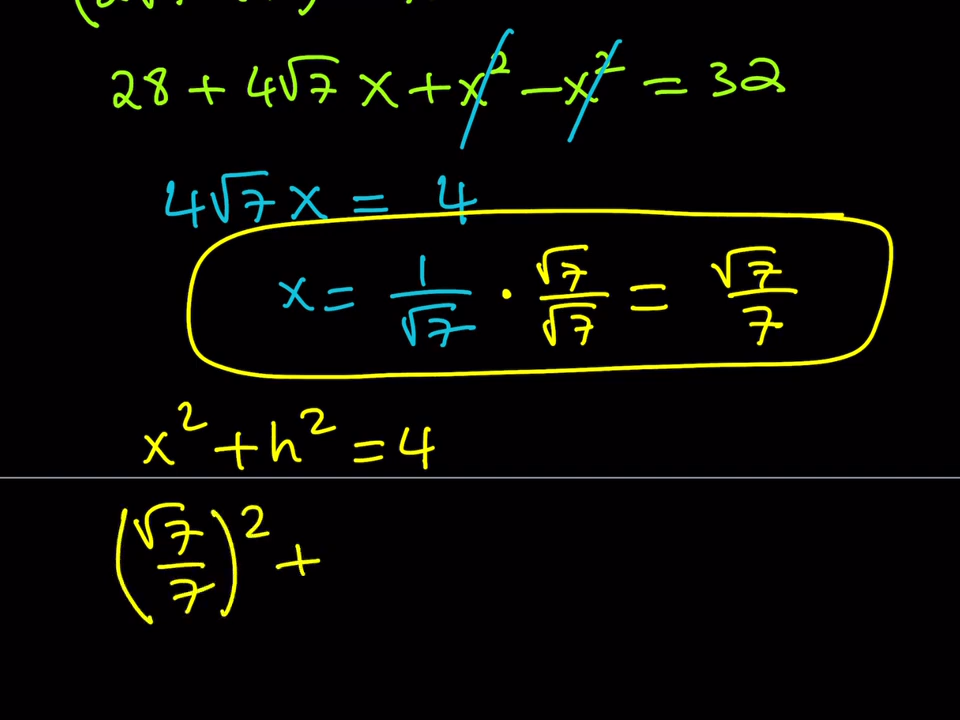 28 + 4√7 x + x² − x² = 32
4√7 x = 4
x = 1/√7 · √7/√7 = √7/7
x² + h² = 4
(√7/7)² +